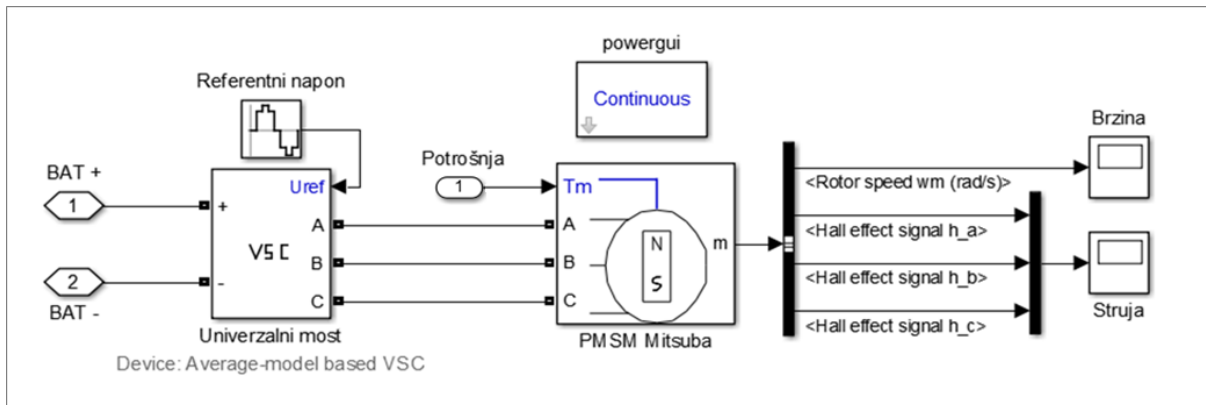 powergui
Continuous
Referentni napon
Brzina
Potrošnja
BAT +
1
Uref
1
Tm
<Rotor speed wm (rad/s)>
+
A
A
<Hall effect signal h_a>
VSC
N
m
B
B
<Hall effect signal h_b>
2
-
S
C
C
<Hall effect signal h_c>
BAT -
Struja
Univerzalni most
PMSM Mitsuba
Device: Average-model based VSC